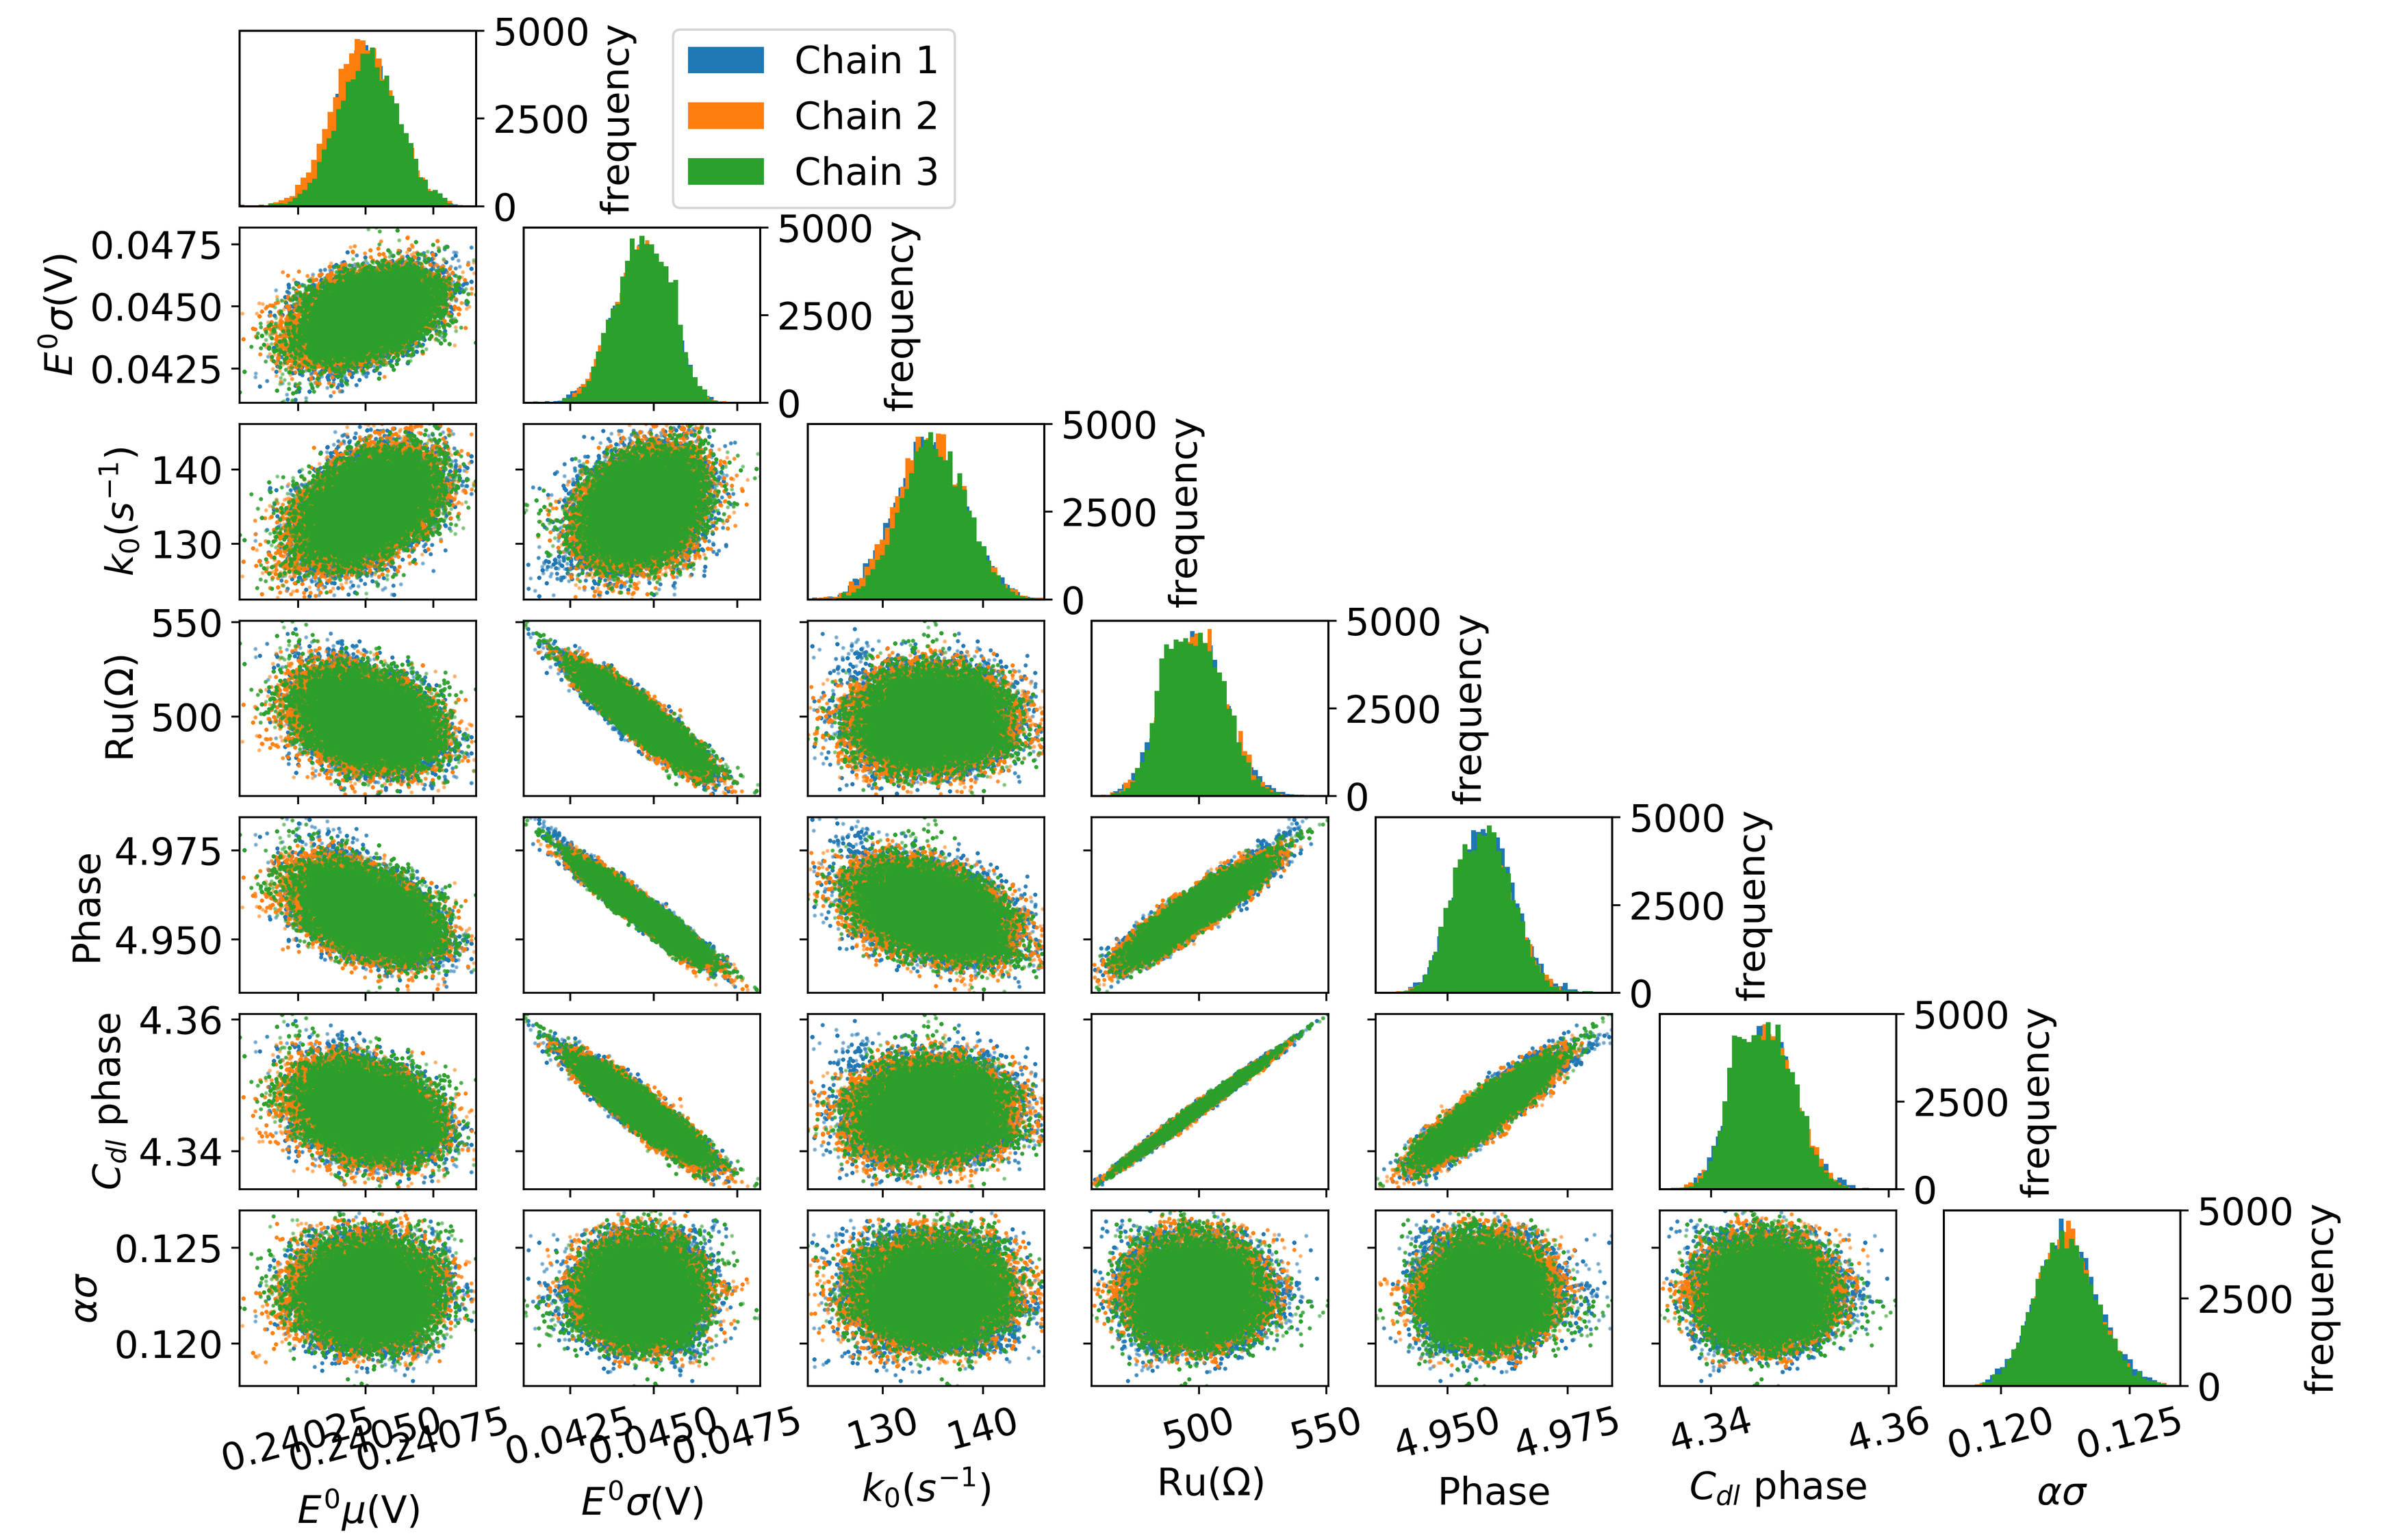 5000
2500
0
frequency
Chain 1
Chain 2
Chain 3
E⁰σ(V)
0.0475
0.0450
0.0425
5000
2500
0
frequency
k₀(s⁻¹)
140
130
5000
2500
0
frequency
Ru(Ω)
550
500
5000
2500
0
frequency
Phase
4.975
4.950
5000
2500
0
frequency
C_dl phase
4.36
4.34
5000
2500
0
frequency
ασ
0.125
0.120
5000
2500
0
frequency
0.24025 0.24050 0.24075 0.0425 0.0450 0.0475 130 140 500 550 4.950 4.975 4.34 4.36 0.120 0.125
E⁰μ(V) E⁰σ(V) k₀(s⁻¹) Ru(Ω) Phase C_dl phase ασ